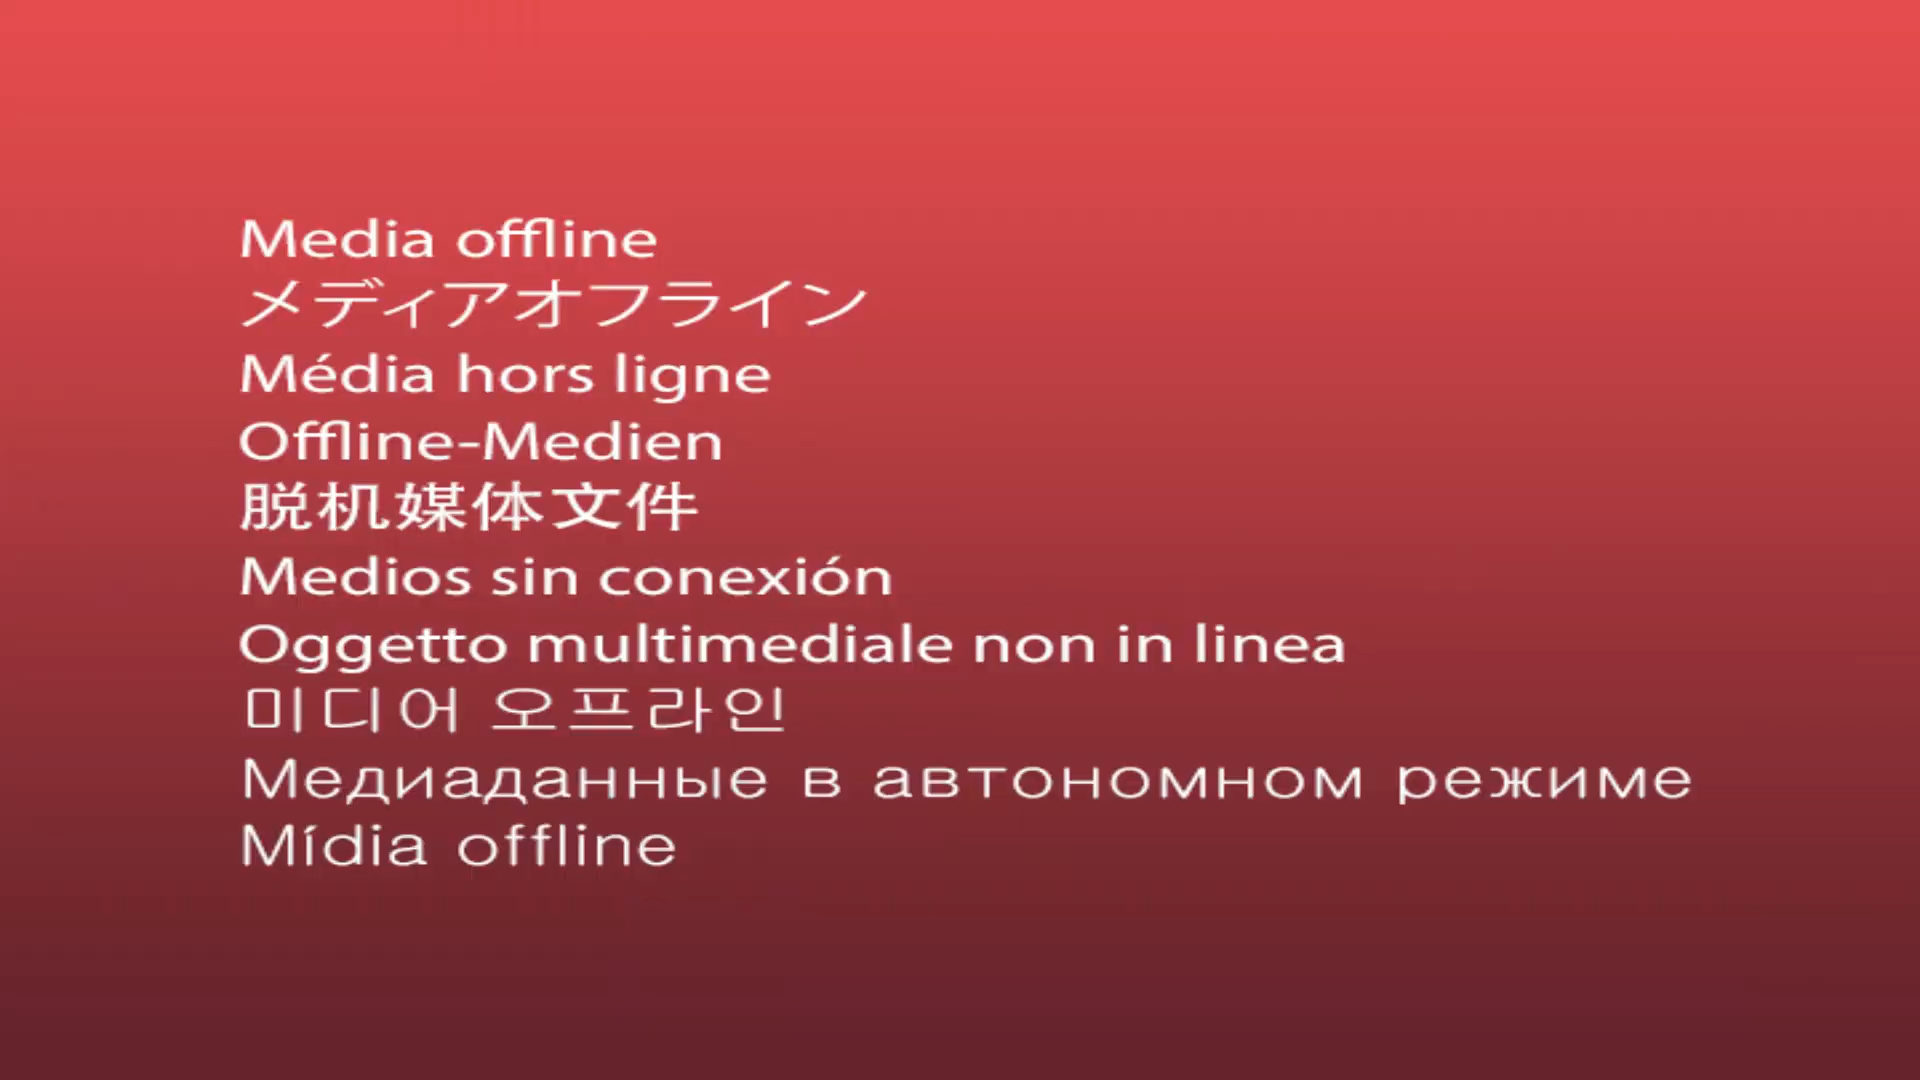 Media offline
メディアオフライン
Média hors ligne
Offline-Medien
脱机媒体文件
Medios sin conexión
Oggetto multimediale non in linea
미디어 오프라인
Медиаданные в автономном режиме
Mídia offline